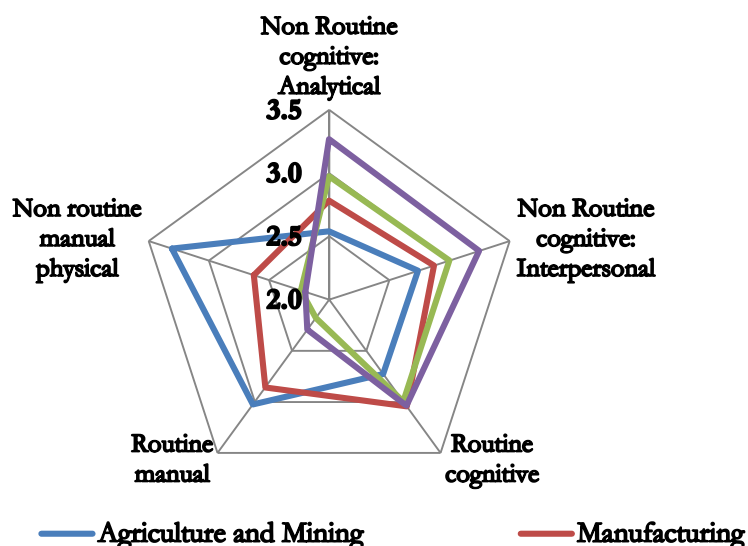 Non Routine
cognitive:
Analytical
3.5
3.0
2.5
2.0
Non routine
manual
physical
Non Routine
cognitive:
Interpersonal
Routine
manual
Routine
cognitive
Agriculture and Mining
Manufacturing